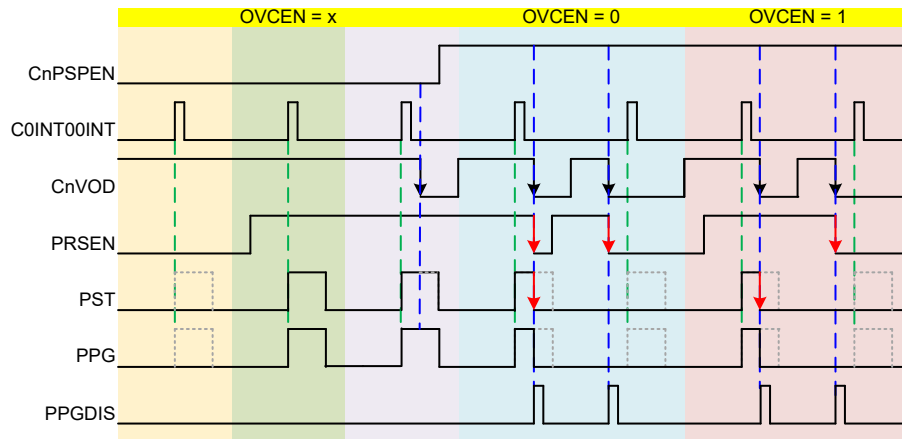 OVCEN = x OVCEN = 0 OVCEN = 1
CnPSPEN
C0INT00INT
CnVOD
PRSEN
PST
PPG
PPGDIS